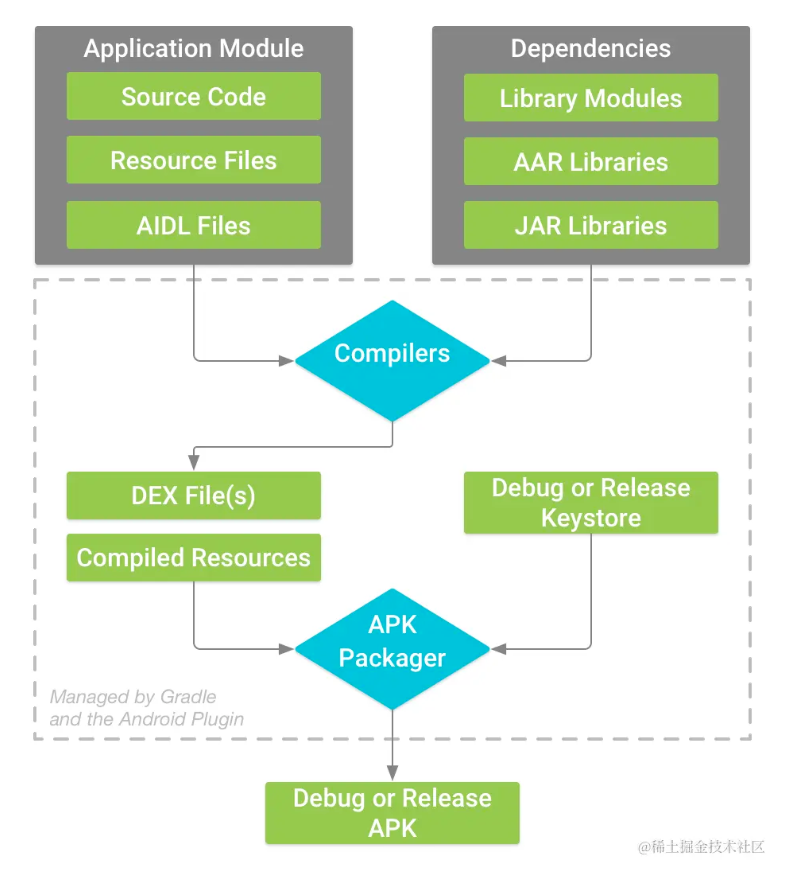 Application Module
Source Code
Resource Files
AIDL Files
Dependencies
Library Modules
AAR Libraries
JAR Libraries
Compilers
DEX File(s)
Compiled Resources
Debug or Release
Keystore
APK
Packager
Managed by Gradle
and the Android Plugin
Debug or Release
APK
@稀土掘金技术社区